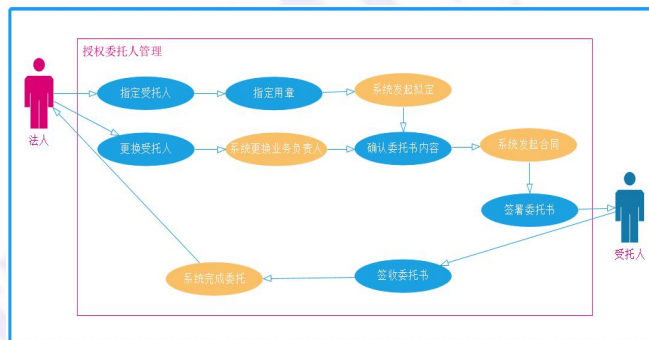 授权委托人管理
指定受托人
指定用章
系统发起拟定
法人
更换受托人
系统更换业务负责人
确认委托书内容
系统发起合同
签署委托书
受托人
系统完成委托
签收委托书